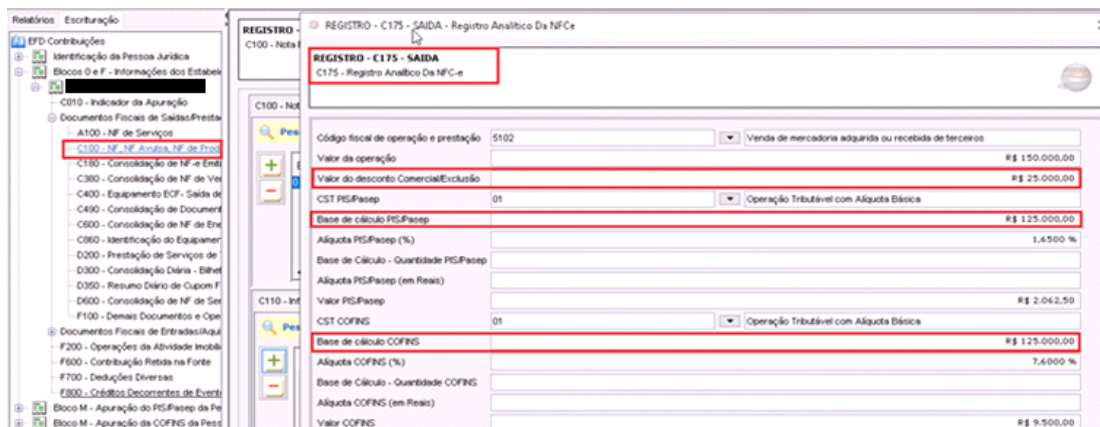 Relatórios Escrituração
EFD Contribuições
Identificação da Pessoa Jurídica
Blocos 0 e F - Informações dos Estabele
C010 - Indicador da Apuração
Documentos Fiscais de Saídas/Presta
A100 - NF de Serviços
C100 - NF, NF Avulsa, NF de Prod
C180 - Consolidação de NF-e Emiti
C380 - Consolidação de NF de Ver
C400 - Equipamento ECF- Saída de
C490 - Consolidação de Document
C600 - Consolidação de NF de Ene
C860 - Identificação do Equipamer
D200 - Prestação de Serviços de
D300 - Consolidação Diária - Bilhet
D350 - Resumo Diário de Cupom F
D600 - Consolidação de NF de Ser
F100 - Demais Documentos e Ope
Documentos Fiscais de Entradas/Aqui
F200 - Operações da Atividade Imobili
F600 - Contribuição Retida na Fonte
F700 - Deduções Diversas
F800 - Créditos Decorrentes de Event
Bloco M - Apuração do PIS/Pasep da Pe
Bloco M - Apuração da COFINS da Pess
REGISTRO -
C100 - Nota
C100 - Not
Pes
C110 - Inf
Pes
REGISTRO - C175 - SAIDA - Registro Analítico Da NFCe
REGISTRO - C175 - SAIDA
C175 - Registro Analítico Da NFC-e
Código fiscal de operação e prestação 5102 Venda de mercadoria adquirida ou recebida de terceiros
Valor da operação R$ 150.000,00
Valor do desconto Comercial/Exclusão R$ 25.000,00
CST PIS/Pasep 01 Operação Tributável com Alíquota Básica
Base de cálculo PIS/Pasep R$ 125.000,00
Alíquota PIS/Pasep (%) 1,6500 %
Base de Cálculo - Quantidade PIS/Pasep
Alíquota PIS/Pasep (em Reais)
Valor PIS/Pasep R$ 2.062,50
CST COFINS 01 Operação Tributável com Alíquota Básica
Base de cálculo COFINS R$ 125.000,00
Alíquota COFINS (%) 7,6000 %
Base de Cálculo - Quantidade COFINS
Alíquota COFINS (em Reais)
Valor COFINS R$ 9.500,00